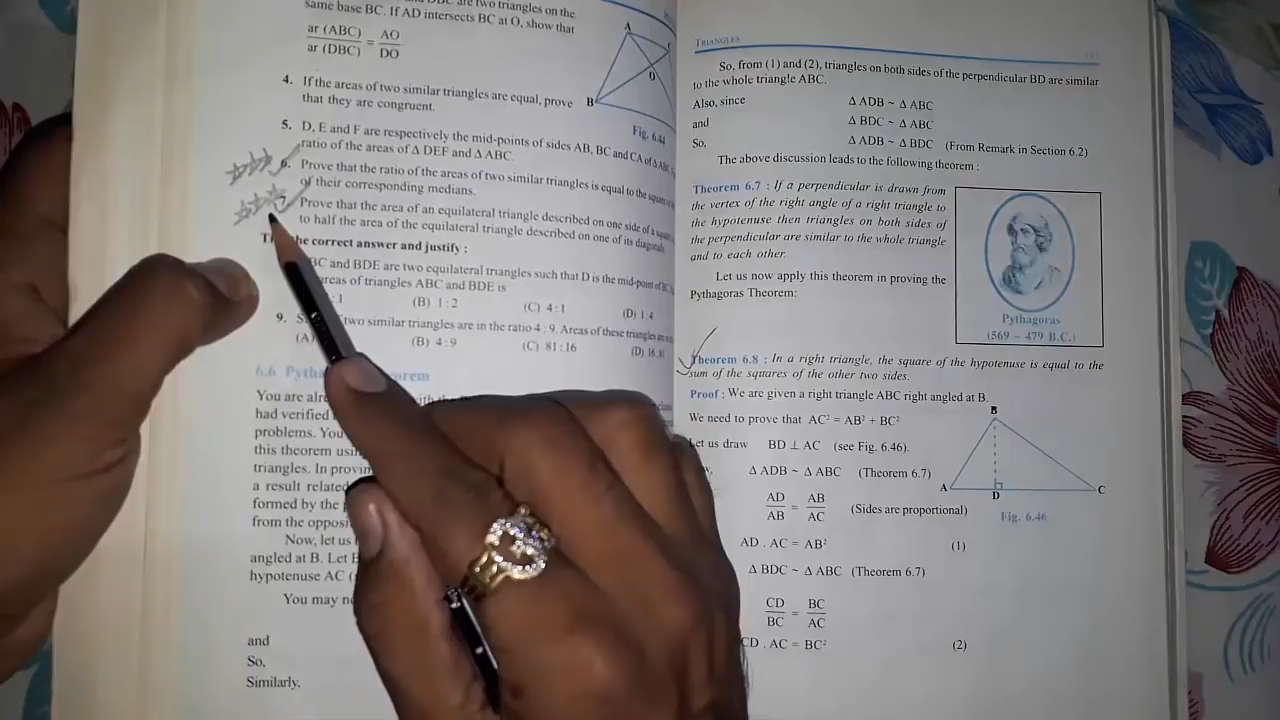 are two triangles on the
same base BC. If AD intersects BC at O, show that
ar (ABC) / ar (DBC) = AO / DO
A
O
B
Fig. 6.44
4. If the areas of two similar triangles are equal, prove
that they are congruent.
5. D, E and F are respectively the mid-points of sides AB, BC and CA of Δ ABC
ratio of the areas of Δ DEF and Δ ABC.
6. Prove that the ratio of the areas of two similar triangles is equal to the square
of their corresponding medians.
7. Prove that the area of an equilateral triangle described on one side of a
to half the area of the equilateral triangle described on one of its diagonals
the correct answer and justify :
BC and BDE are two equilateral triangles such that D is the mid-point of BC
areas of triangles ABC and BDE is
: 1 (B) 1 : 2 (C) 4 : 1 (D) 1 : 4
9. two similar triangles are in the ratio 4 : 9. Areas of these triangles
(A) (B) 4 : 9 (C) 81 : 16 (D) 16
6.6
You are
had verified
problems. You
this theorem
triangles. In
a result related
formed by the
from the
Now, let us
angled at B. Let
hypotenuse AC
You may
and
So,
Similarly,
TRIANGLES
So, from (1) and (2), triangles on both sides of the perpendicular BD are similar
to the whole triangle ABC.
Also, since Δ ADB ~ Δ ABC
and Δ BDC ~ Δ ABC
So, Δ ADB ~ Δ BDC (From Remark in Section 6.2)
The above discussion leads to the following theorem :
Theorem 6.7 : If a perpendicular is drawn from
the vertex of the right angle of a right triangle to
the hypotenuse then triangles on both sides of
the perpendicular are similar to the whole triangle
and to each other.
Let us now apply this theorem in proving the
Pythagoras Theorem:
Pythagoras
(569 – 479 B.C.)
Theorem 6.8 : In a right triangle, the square of the hypotenuse is equal to the
sum of the squares of the other two sides.
Proof : We are given a right triangle ABC right angled at B.
We need to prove that AC² = AB² + BC²
Let us draw BD ⊥ AC (see Fig. 6.46).
Δ ADB ~ Δ ABC (Theorem 6.7)
AD / AB = AB / AC (Sides are proportional)
AD . AC = AB² (1)
Δ BDC ~ Δ ABC (Theorem 6.7)
CD / BC = BC / AC
CD . AC = BC² (2)
B
A
D
C
Fig. 6.46